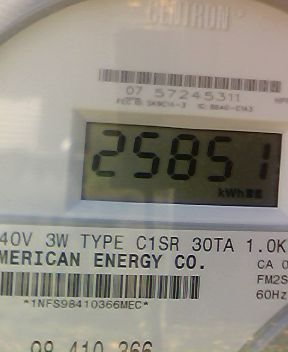 CENTRON
07 57245311
25851
kWh
40V 3W TYPE C1SR 30TA 1.0K
MERICAN ENERGY CO.
CA 0
FM2S
*1NFS98410366MEC*
60Hz
98 410 366